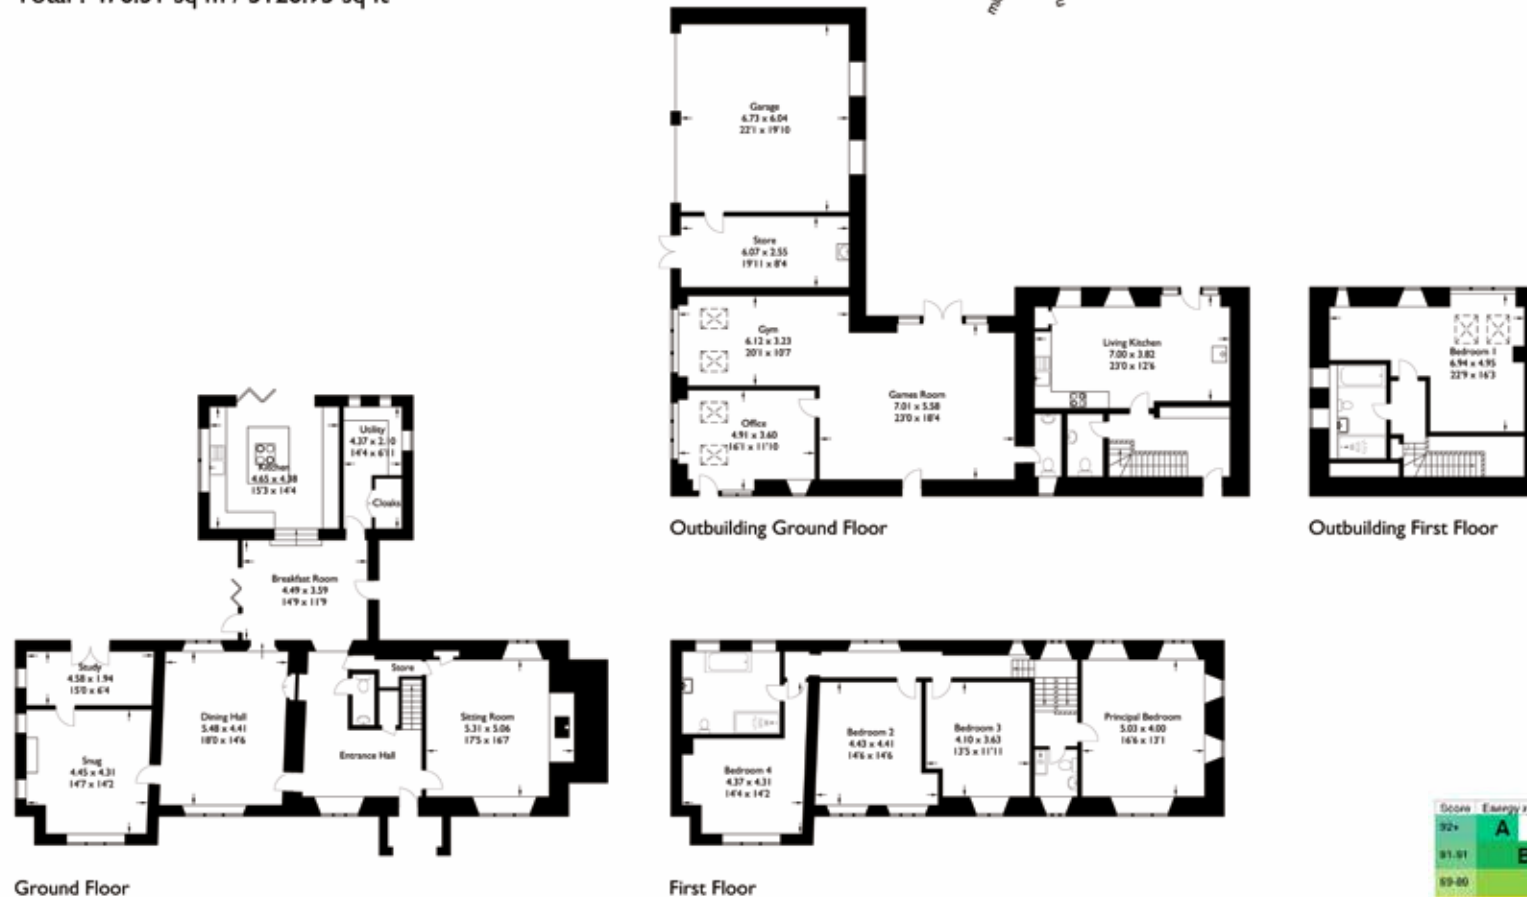 Garage
6.73 x 6.04
22'1 x 19'10
Store
6.07 x 2.55
19'11 x 8'4
Gym
6.12 x 3.23
20'1 x 10'7
Office
4.91 x 3.60
16'1 x 11'10
Games Room
7.01 x 5.58
23'0 x 18'4
Living Kitchen
7.00 x 3.82
23'0 x 12'6
Outbuilding Ground Floor
Bedroom 1
6.94 x 4.95
22'9 x 16'3
Outbuilding First Floor
Kitchen
4.65 x 4.38
15'3 x 14'4
Utility
4.37 x 2.10
14'4 x 6'11
Cloaks
Breakfast Room
4.49 x 3.59
14'9 x 11'9
Study
4.58 x 1.94
15'0 x 6'4
Snug
4.45 x 4.31
14'7 x 14'2
Dining Hall
5.48 x 4.41
18'0 x 14'6
Store
Entrance Hall
Sitting Room
5.31 x 5.06
17'5 x 16'7
Ground Floor
Bedroom 4
4.37 x 4.31
14'4 x 14'2
Bedroom 2
4.43 x 4.41
14'6 x 14'6
Bedroom 3
4.10 x 3.63
13'5 x 11'11
Principal Bedroom
5.03 x 4.00
16'6 x 13'1
First Floor
Score Energy
92+ A
81-91
69-80